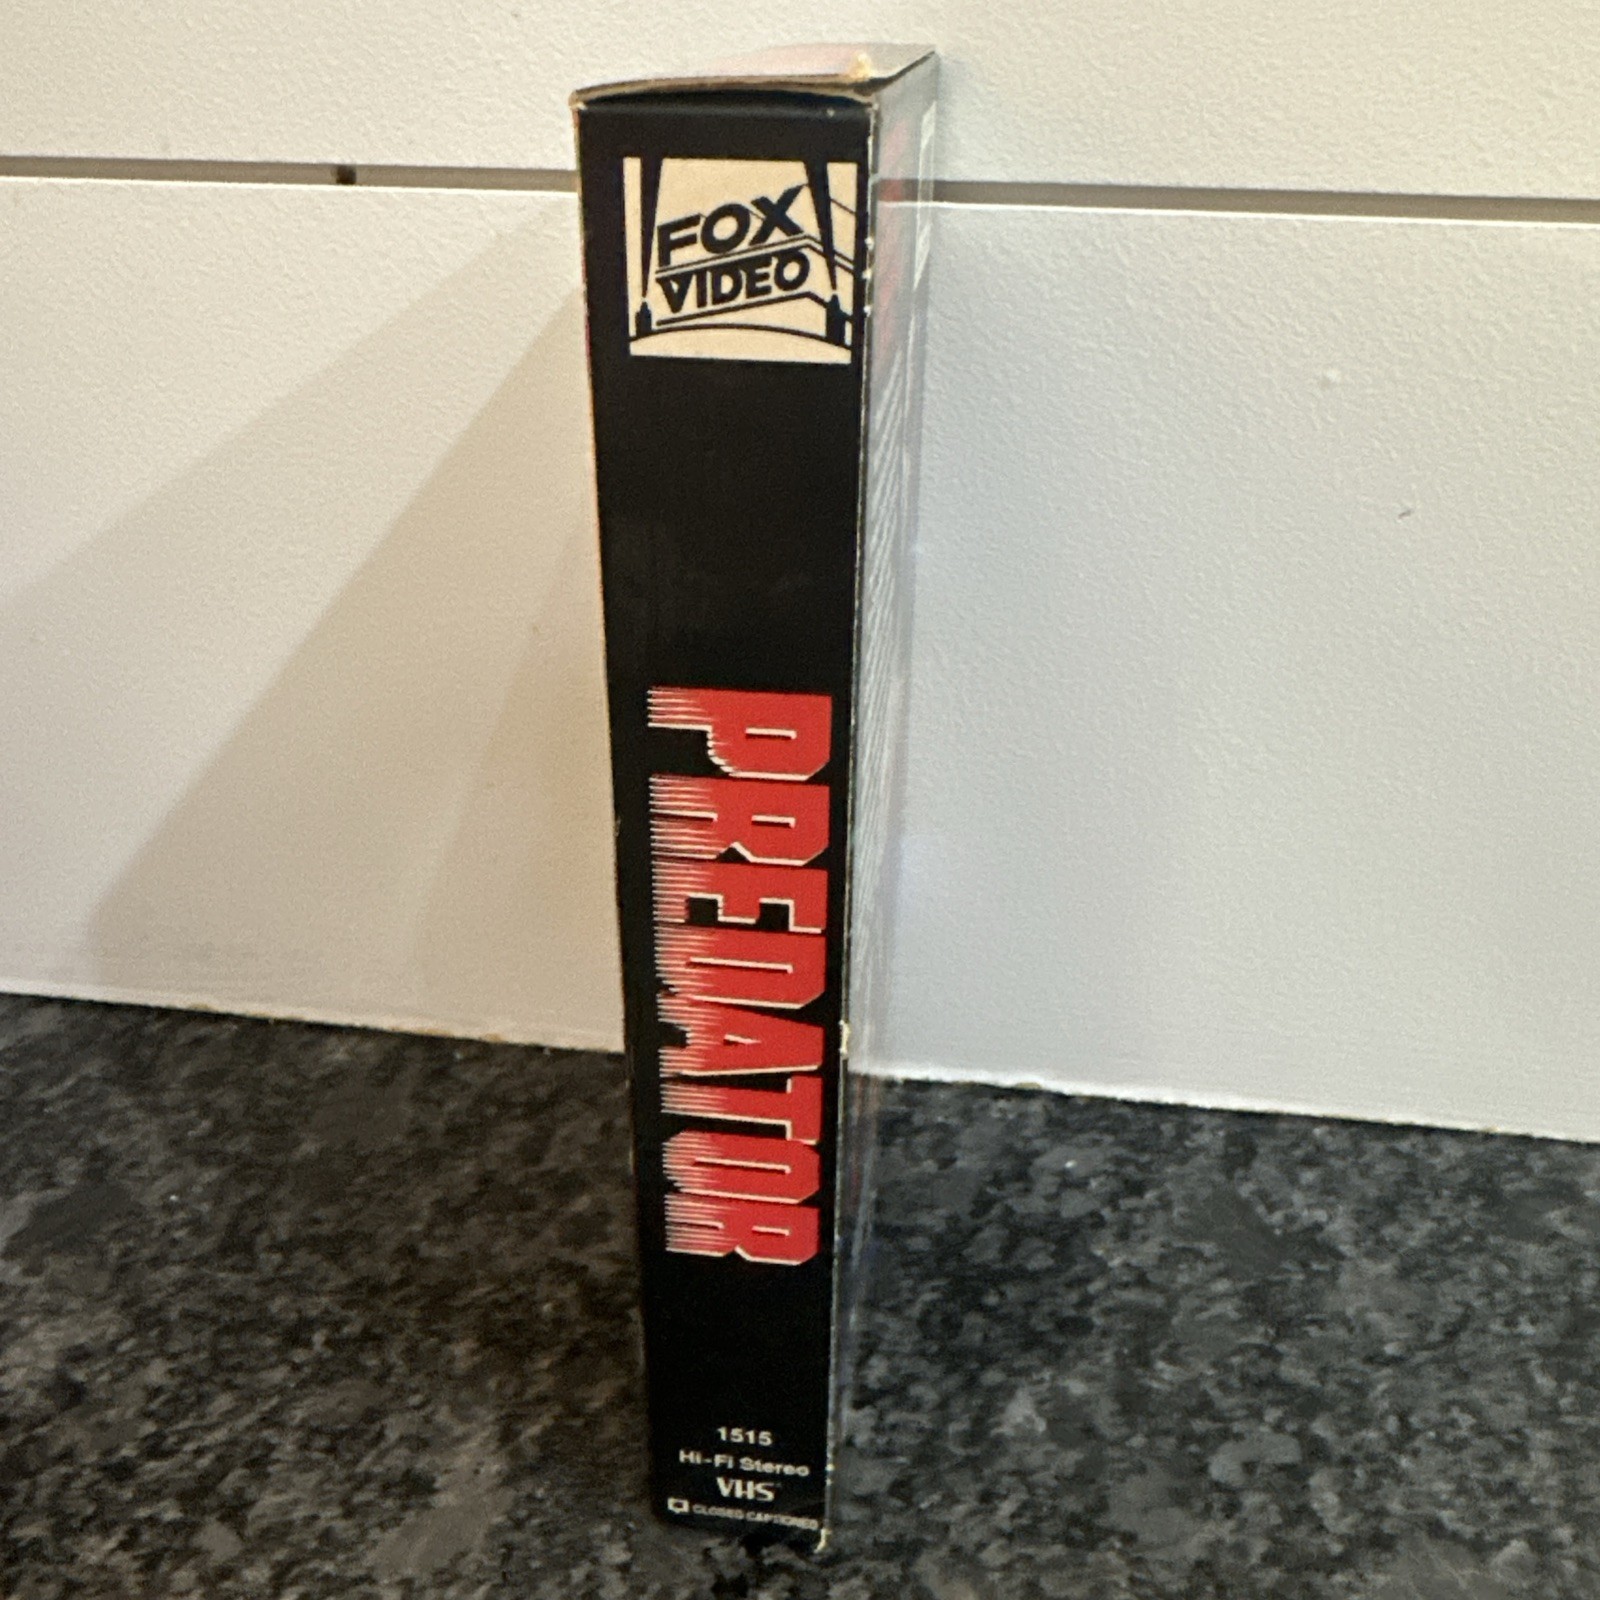 FOX
VIDEO
PREDATOR
1515
Hi-Fi Stereo
VHS
CLOSED CAPTIONED